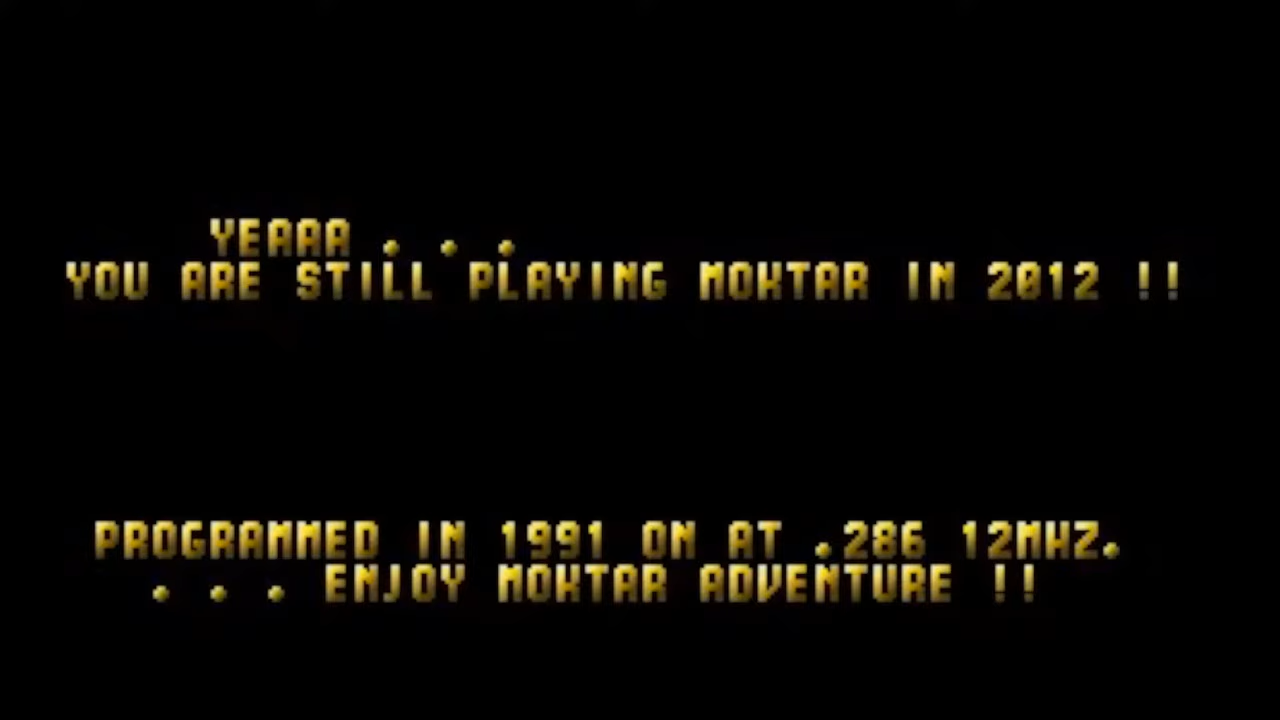 YEAAA . . .
YOU ARE STILL PLAYING MOKTAR IN 2012 !!
PROGRAMMED IN 1991 ON AT .286 12MHZ.
. . . ENJOY MOKTAR ADVENTURE !!